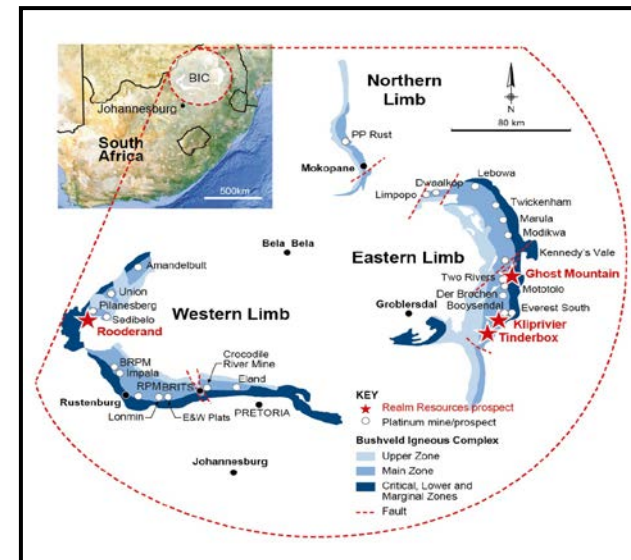 BIC
Johannesburg
South
Africa
500km
Northern
Limb
N
80 km
PP Rust
Mokopane
Dwaalkop
Lebowa
Limpopo
Twickenham
Marula
Modikwa
Bela Bela
Eastern Limb
Kennedy's Vale
Two Rivers
Ghost Mountain
Mototolo
Der Brochen
Booysendal
Everest South
Groblersdal
Kliprivier
Tinderbox
Amandelbult
Union
Pilanesberg
Sedibelo
Rooderand
Western Limb
BRPM
Impala
Crocodile
River Mine
RPM
BRITS
Eland
Rustenburg
Lonmin
E&W Plats
PRETORIA
Johannesburg
KEY
Realm Resources prospect
Platinum mine/prospect
Bushveld Igneous Complex
Upper Zone
Main Zone
Critical, Lower and
Marginal Zones
Fault